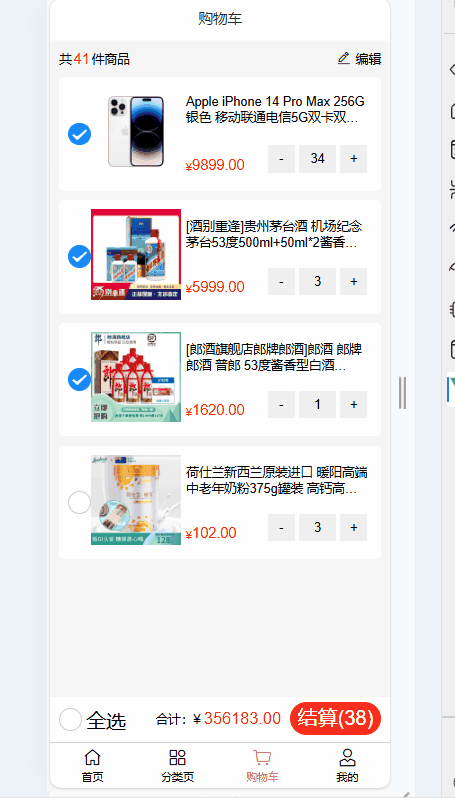 购物车
共41件商品
编辑
Apple iPhone 14 Pro Max 256G
银色 移动联通电信5G双卡双...
¥9899.00
- 34 +
[酒别重逢]贵州茅台酒 机场纪念
茅台53度500ml+50ml*2酱香...
¥5999.00
- 3 +
[郎酒旗舰店郎牌郎酒]郎酒 郎牌
郎酒 普郎 53度酱香型白酒...
立即
抢购
¥1620.00
- 1 +
荷仕兰新西兰原装进口 暖阳高端
中老年奶粉375g罐装 高钙高...
¥102.00
- 3 +
全选
合计：¥ 356183.00
结算(38)
首页
分类页
购物车
我的